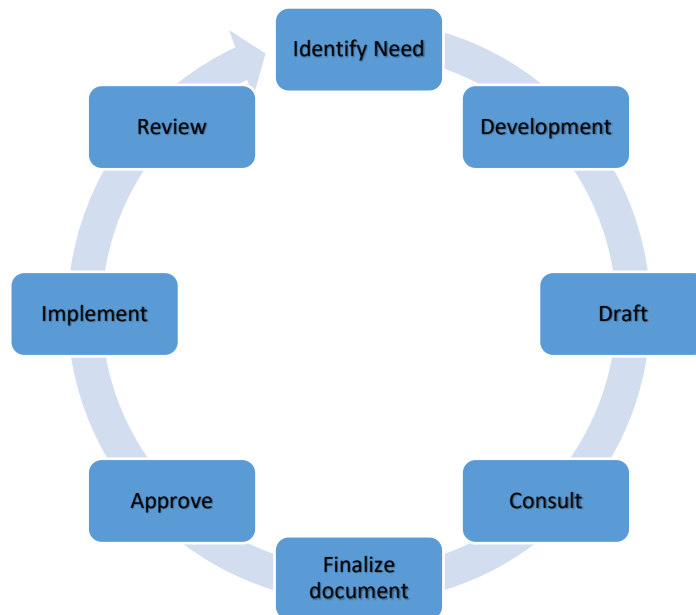 Identify Need
Development
Draft
Consult
Finalize
document
Approve
Implement
Review